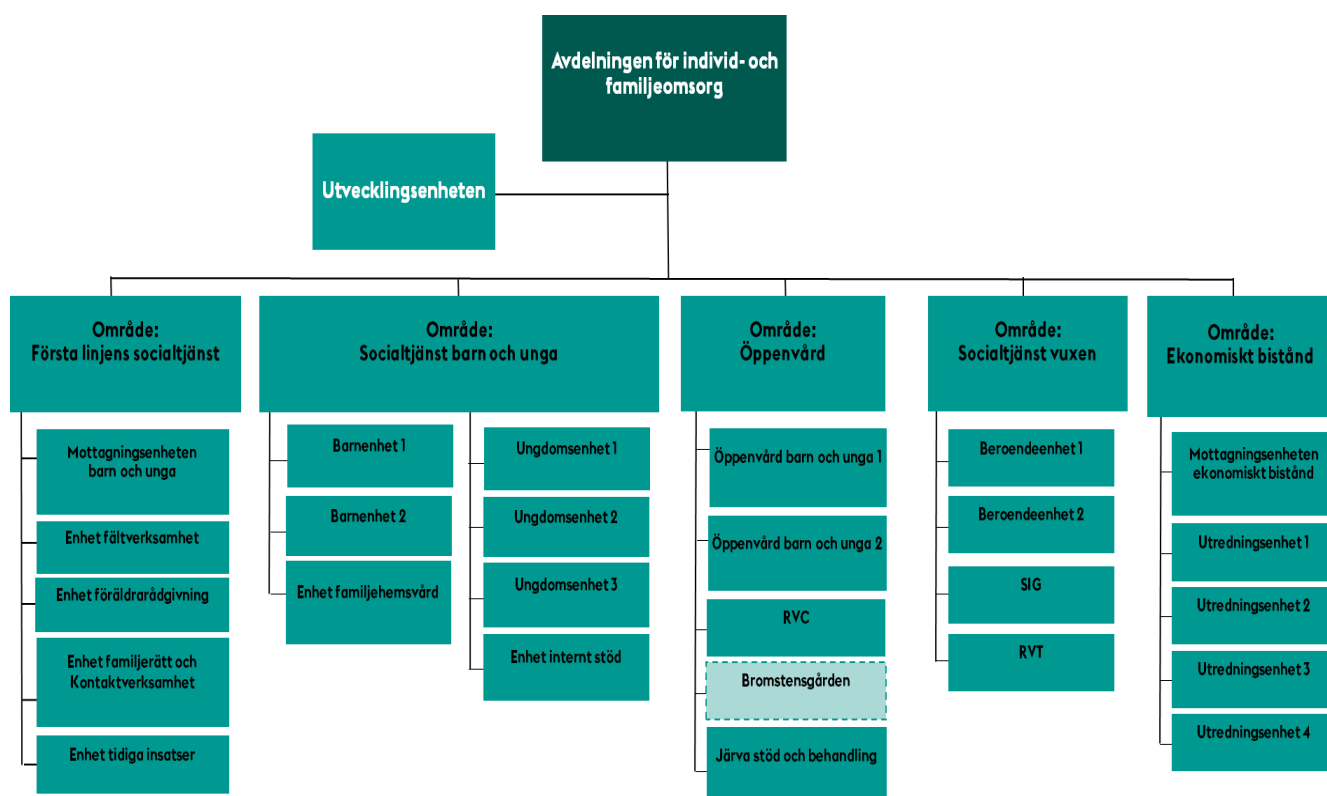 Avdelningen för individ- och
familjeomsorg
Utvecklingsenheten
Område:
Första linjens socialtjänst
Mottagningsenheten
barn och unga
Enhet fältverksamhet
Enhet föräldrarådgivning
Enhet familjerätt och
Kontaktverksamhet
Enhet tidiga insatser
Område:
Socialtjänst barn och unga
Barnenhet 1
Barnenhet 2
Enhet familjehemsvård
Ungdomsenhet 1
Ungdomsenhet 2
Ungdomsenhet 3
Enhet internt stöd
Område:
Öppenvård
Öppenvård barn och unga 1
Öppenvård barn och unga 2
RVC
Bromstensgården
Järva stöd och behandling
Område:
Socialtjänst vuxen
Beroendeenhet 1
Beroendeenhet 2
SIG
RVT
Område:
Ekonomiskt bistånd
Mottagningsenheten
ekonomiskt bistånd
Utredningsenhet 1
Utredningsenhet 2
Utredningsenhet 3
Utredningsenhet 4